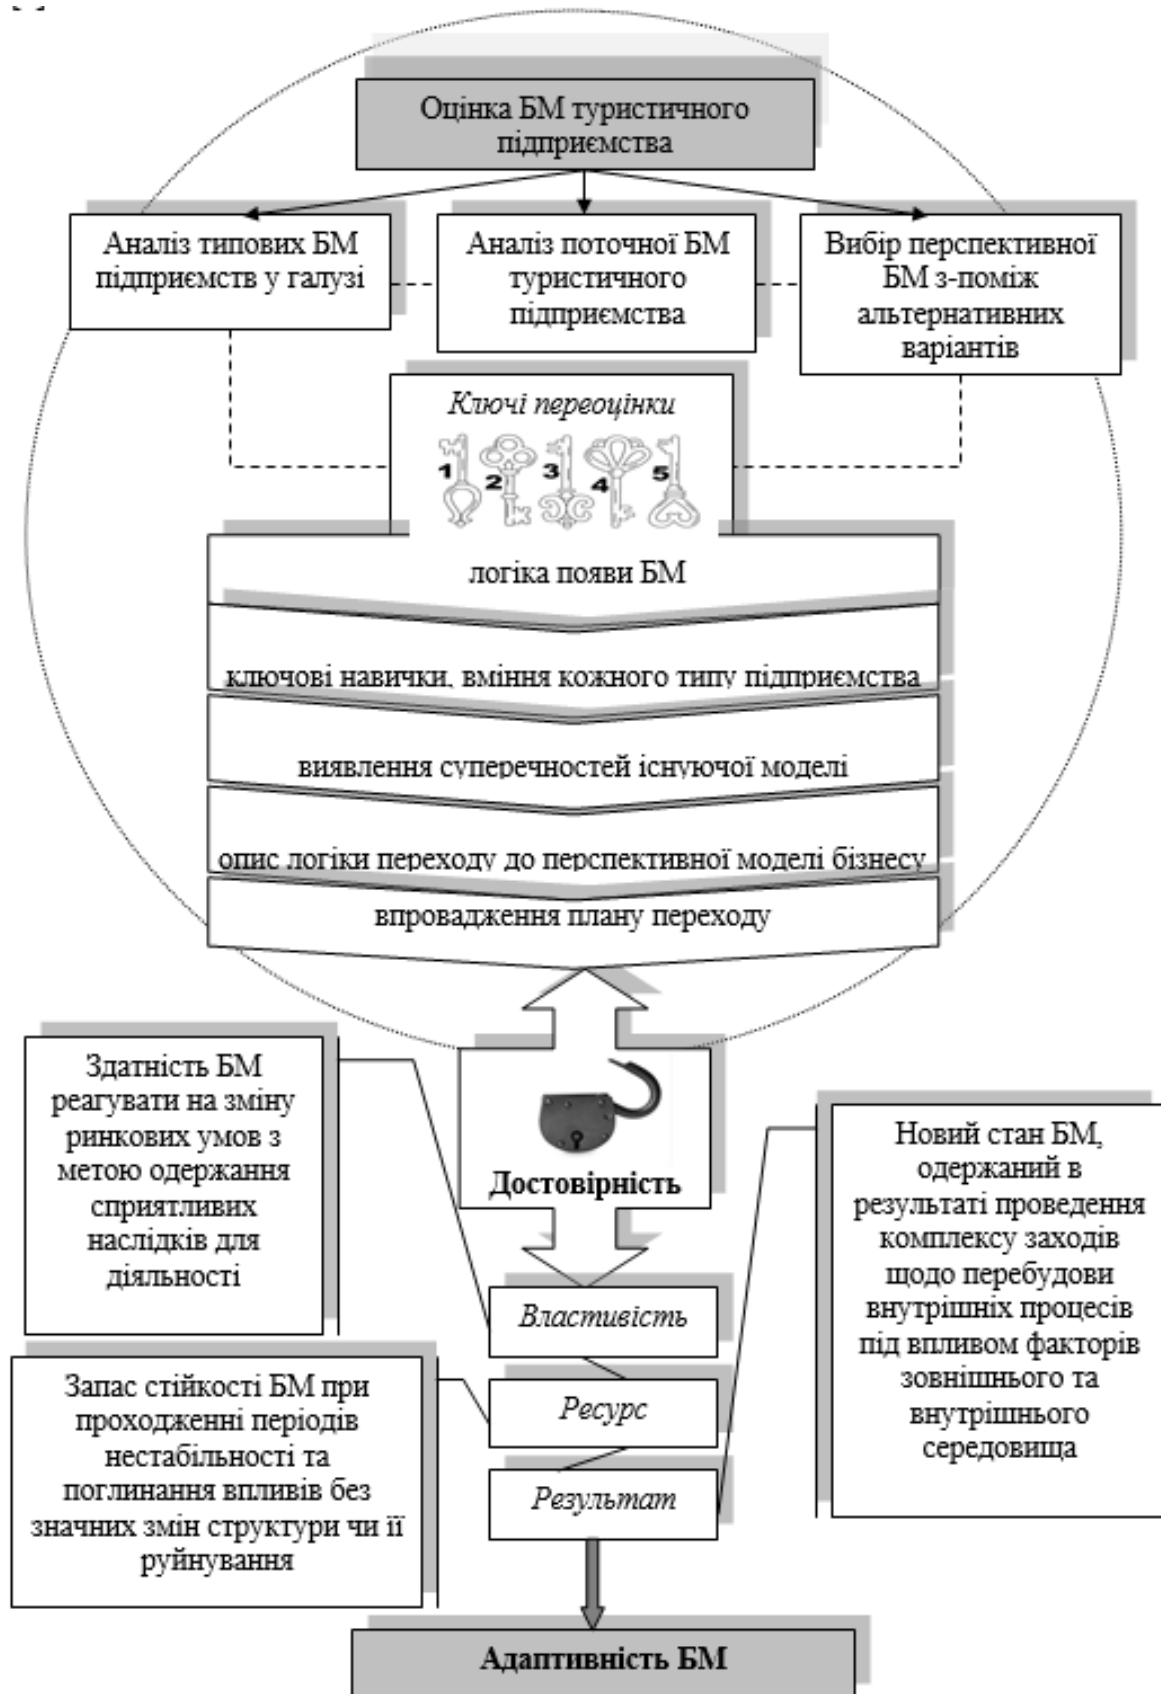 Оцінка БМ туристичного
підприємства
Аналіз типових БМ
підприємств у галузі
Аналіз поточної БМ
туристичного
підприємства
Вибір перспективної
БМ з-поміж
альтернативних
варіантів
Ключі переоцінки
1 2 3 4 5
логіка появи БМ
ключові навички, вміння кожного типу підприємства
виявлення суперечностей існуючої моделі
опис логіки переходу до перспективної моделі бізнесу
впровадження плану переходу
Здатність БМ
реагувати на зміну
ринкових умов з
метою одержання
сприятливих
наслідків для
діяльності
Достовірність
Новий стан БМ,
одержаний в
результаті проведення
комплексу заходів
щодо перебудови
внутрішніх процесів
під впливом факторів
зовнішнього та
внутрішнього
середовища
Властивість
Запас стійкості БМ при
проходженні періодів
нестабільності та
поглинання впливів без
значних змін структури чи її
руйнування
Ресурс
Результат
Адаптивність БМ